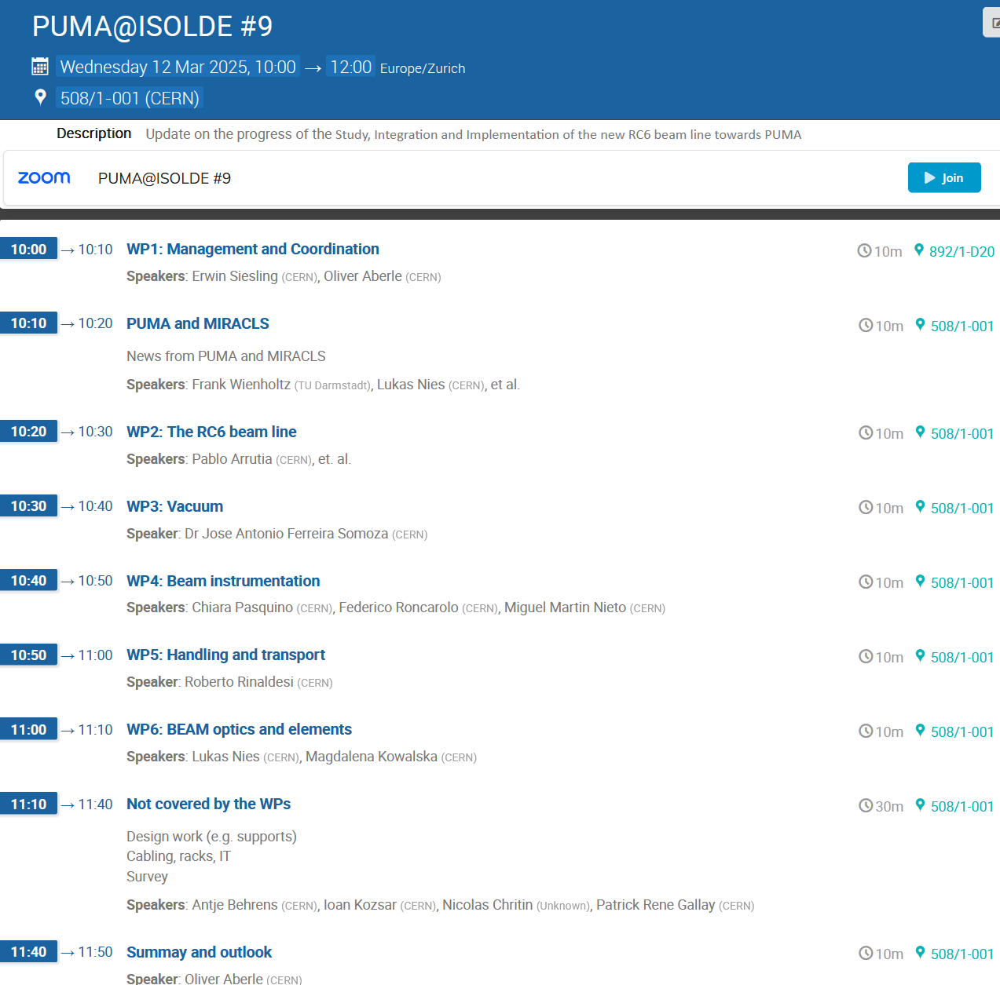 PUMA@ISOLDE #9
Wednesday 12 Mar 2025, 10:00 → 12:00 Europe/Zurich
508/1-001 (CERN)
Description Update on the progress of the Study, Integration and Implementation of the new RC6 beam line towards PUMA
zoom PUMA@ISOLDE #9 Join
10:00 → 10:10 WP1: Management and Coordination 10m 892/1-D20
Speakers: Erwin Siesling (CERN), Oliver Aberle (CERN)
10:10 → 10:20 PUMA and MIRACLS 10m 508/1-001
News from PUMA and MIRACLS
Speakers: Frank Wienholtz (TU Darmstadt), Lukas Nies (CERN), et al.
10:20 → 10:30 WP2: The RC6 beam line 10m 508/1-001
Speakers: Pablo Arrutia (CERN), et. al.
10:30 → 10:40 WP3: Vacuum 10m 508/1-001
Speaker: Dr Jose Antonio Ferreira Somoza (CERN)
10:40 → 10:50 WP4: Beam instrumentation 10m 508/1-001
Speakers: Chiara Pasquino (CERN), Federico Roncarolo (CERN), Miguel Martin Nieto (CERN)
10:50 → 11:00 WP5: Handling and transport 10m 508/1-001
Speaker: Roberto Rinaldesi (CERN)
11:00 → 11:10 WP6: BEAM optics and elements 10m 508/1-001
Speakers: Lukas Nies (CERN), Magdalena Kowalska (CERN)
11:10 → 11:40 Not covered by the WPs 30m 508/1-001
Design work (e.g. supports)
Cabling, racks, IT
Survey
Speakers: Antje Behrens (CERN), Ioan Kozsar (CERN), Nicolas Chritin (Unknown), Patrick Rene Gallay (CERN)
11:40 → 11:50 Summay and outlook 10m 508/1-001
Speaker: Oliver Aberle (CERN)